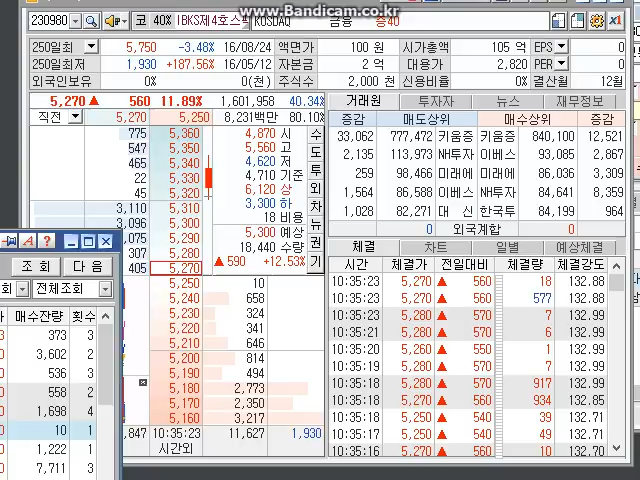 www.Bandicam.co.kr
230980 코 40% IBKS제4호스팩 KOSDAQ 금융 증40
250일최 5,750 -3.48% 16/08/24 액면가 100 원 시가총액 105 억 EPS 0
250일최저 1,930 +187.56% 16/05/12 자본금 2 억 대용가 2,820 PER 0
외국인보유 0% 0(천) 주식수 2,000 천 신용비율 0% 결산월 12월
5,270 ▲ 560 11.89% 1,601,958 40.34%
직전 5,270 5,250 8,231백만 80.10%
775 5,360 4,870 시 수
547 5,350 5,560 고 도
465 5,340 4,620 저 투
22 5,330 4,710 기준
45 5,320 6,120 상 외
3,110 5,310 3,300 하 차
3,096 5,300 18 비용 뉴
075 5,290 5,300 예상
307 5,280 18,440 수량 권
405 5,270 ▲ 590 +12.53% 기
5,250 10
5,240 658
5,230 324
5,220 341
5,210 646
5,200 814
5,190 494
5,180 2,773
5,170 2,350
5,160 3,217
,847 10:35:23 11,627 1,930
시간외
거래원 투자자 뉴스 재무정보
증감 매도상위 매수상위 증감
33,062 777,472 키움증 키움증 840,100 12,521
2,135 113,973 NH투자 이베스 93,085 2,867
259 98,466 미래에 미래에 86,036 3,309
1,564 86,588 이베스 NH투자 84,641 8,359
1,028 82,271 대 신 한국투 84,199 964
0 외국계합 0
체결 차트 일별 예상체결
시간 체결가 전일대비 체결량 체결강도
10:35:23 5,270 ▲ 560 18 132.88
10:35:23 5,270 ▲ 560 577 132.88
10:35:23 5,280 ▲ 570 7 132.99
10:35:21 5,280 ▲ 570 6 132.99
10:35:20 5,260 ▲ 550 1 132.99
10:35:19 5,280 ▲ 570 7 132.99
10:35:18 5,280 ▲ 570 917 132.99
10:35:18 5,280 ▲ 570 934 132.85
10:35:18 5,250 ▲ 540 39 132.71
10:35:17 5,250 ▲ 540 49 132.71
10:35:16 5,270 ▲ 560 10 132.70
조 회 다 음
회 전체조회
매수잔량 횟수
373 3
3,602 2
536 3
558 2
1,698 4
10 1
1,222 1
7,711 3